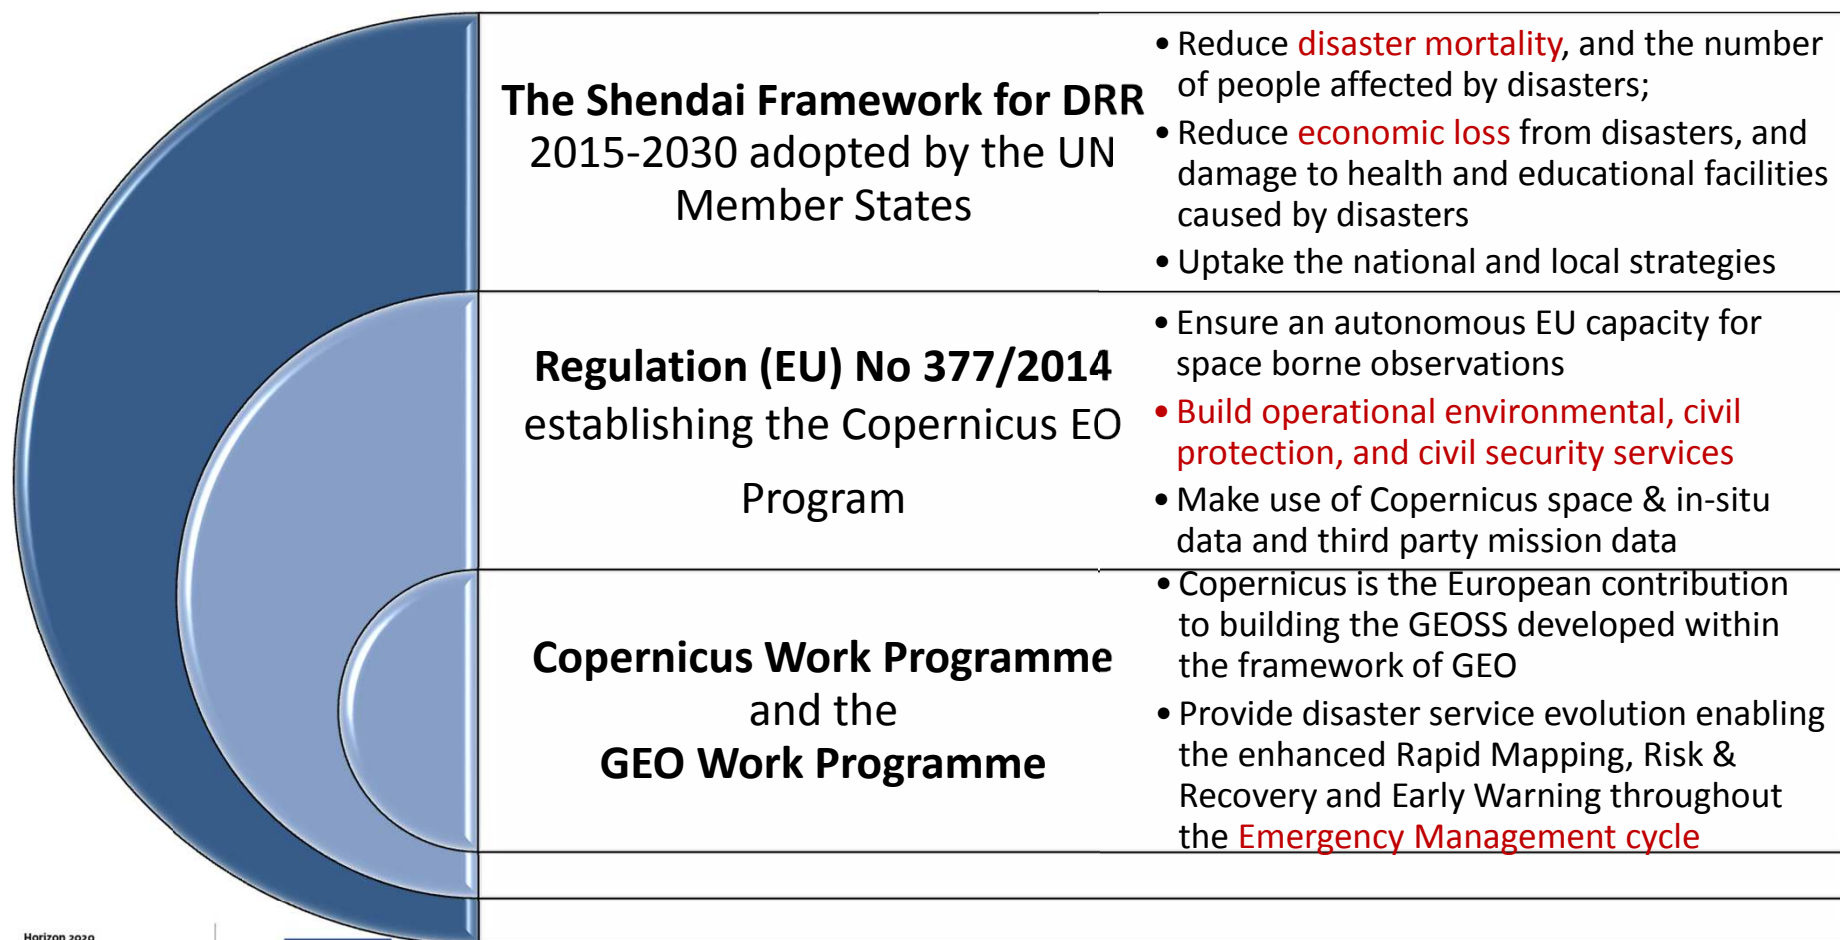 The Shendai Framework for DRR
2015-2030 adopted by the UN
Member States
• Reduce disaster mortality, and the number
of people affected by disasters;
• Reduce economic loss from disasters, and
damage to health and educational facilities
caused by disasters
• Uptake the national and local strategies
Regulation (EU) No 377/2014
establishing the Copernicus EO
Program
• Ensure an autonomous EU capacity for
space borne observations
• Build operational environmental, civil
protection, and civil security services
• Make use of Copernicus space & in-situ
data and third party mission data
Copernicus Work Programme
and the
GEO Work Programme
• Copernicus is the European contribution
to building the GEOSS developed within
the framework of GEO
• Provide disaster service evolution enabling
the enhanced Rapid Mapping, Risk &
Recovery and Early Warning throughout
the Emergency Management cycle
Horizon 2020